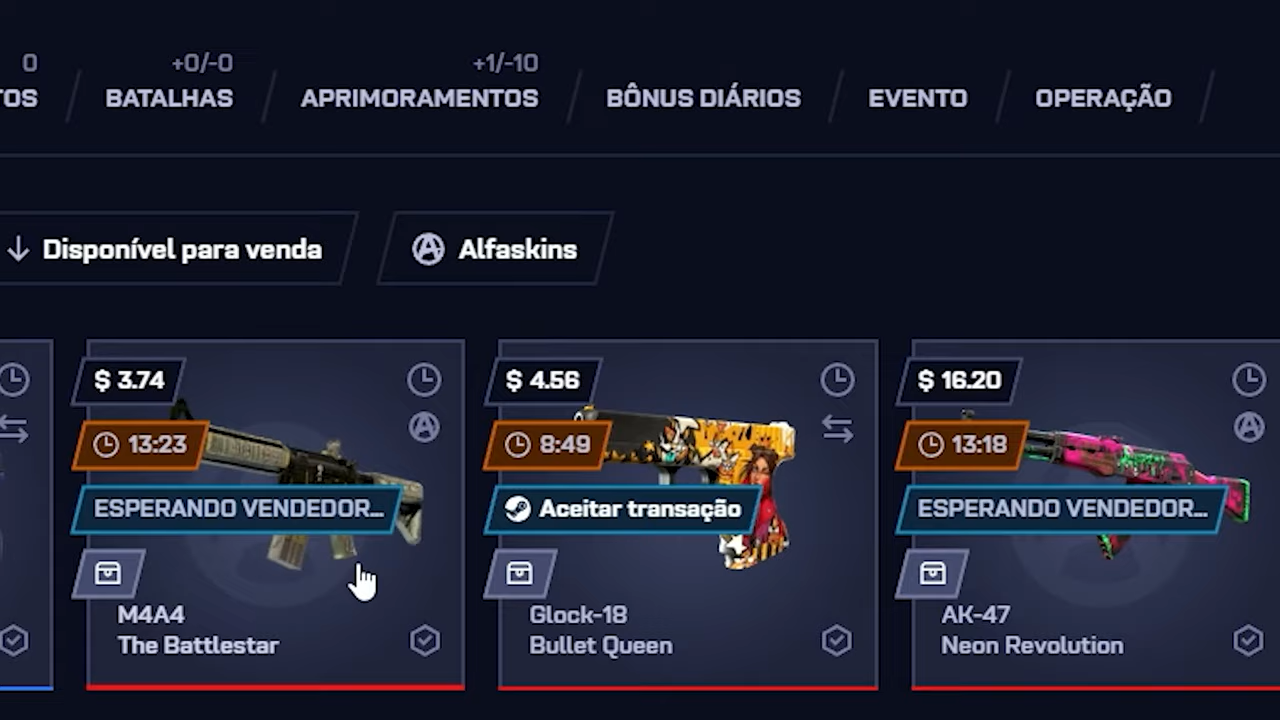 0
+0/-0
+1/-10
TOS
BATALHAS
APRIMORAMENTOS
BÔNUS DIÁRIOS
EVENTO
OPERAÇÃO
Disponível para venda
Alfaskins
$ 3.74
13:23
ESPERANDO VENDEDOR...
M4A4
The Battlestar
$ 4.56
8:49
Aceitar transação
Glock-18
Bullet Queen
$ 16.20
13:18
ESPERANDO VENDEDOR...
AK-47
Neon Revolution